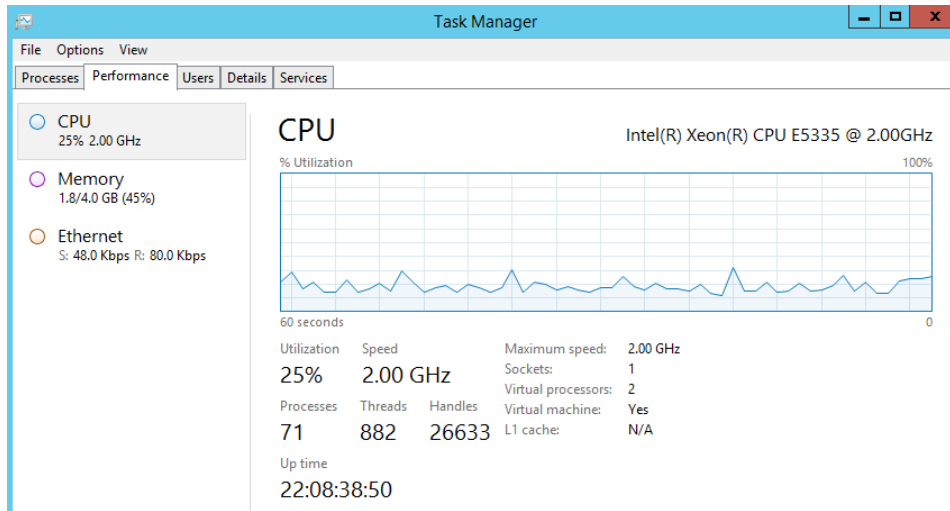 Task Manager
File Options View
Processes Performance Users Details Services
CPU
25% 2.00 GHz
Memory
1.8/4.0 GB (45%)
Ethernet
S: 48.0 Kbps R: 80.0 Kbps
CPU Intel(R) Xeon(R) CPU E5335 @ 2.00GHz
% Utilization 100%
60 seconds 0
Utilization Speed
25% 2.00 GHz
Processes Threads Handles
71 882 26633
Up time
22:08:38:50
Maximum speed: 2.00 GHz
Sockets: 1
Virtual processors: 2
Virtual machine: Yes
L1 cache: N/A